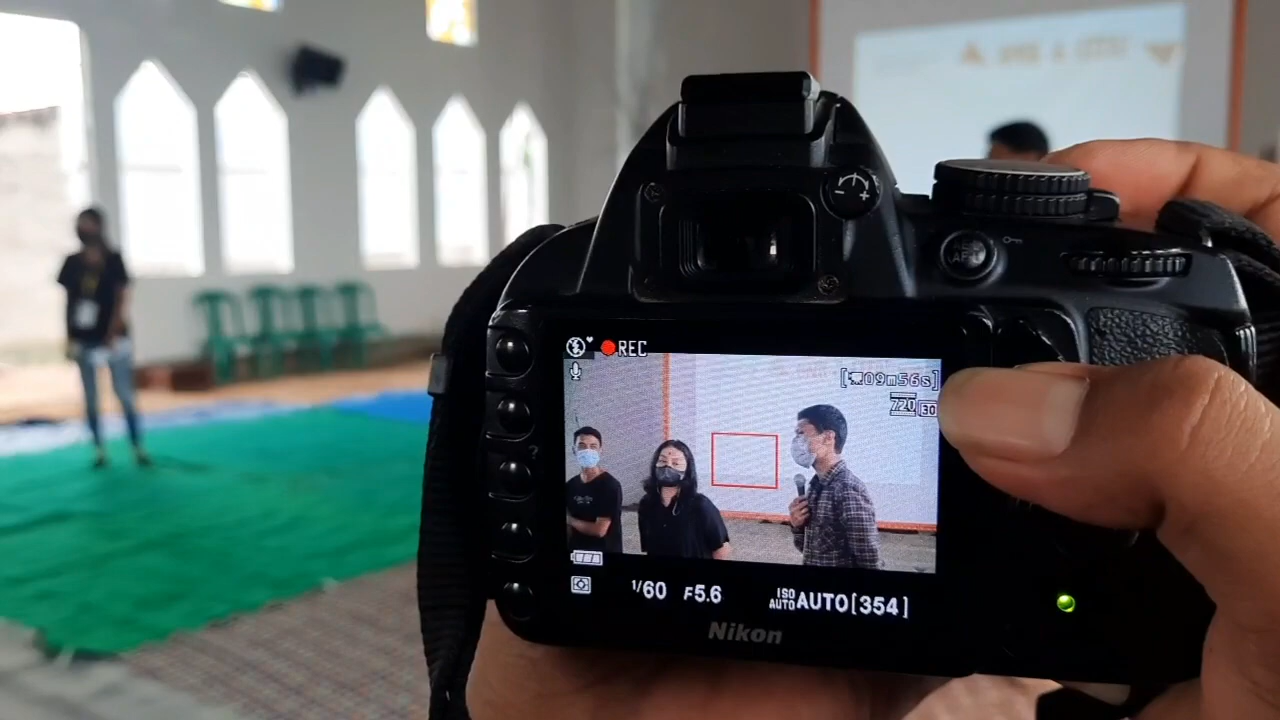 REC
[09m56s]
720 30
1/60 F5.6 ISO AUTO AUTO[354]
Nikon